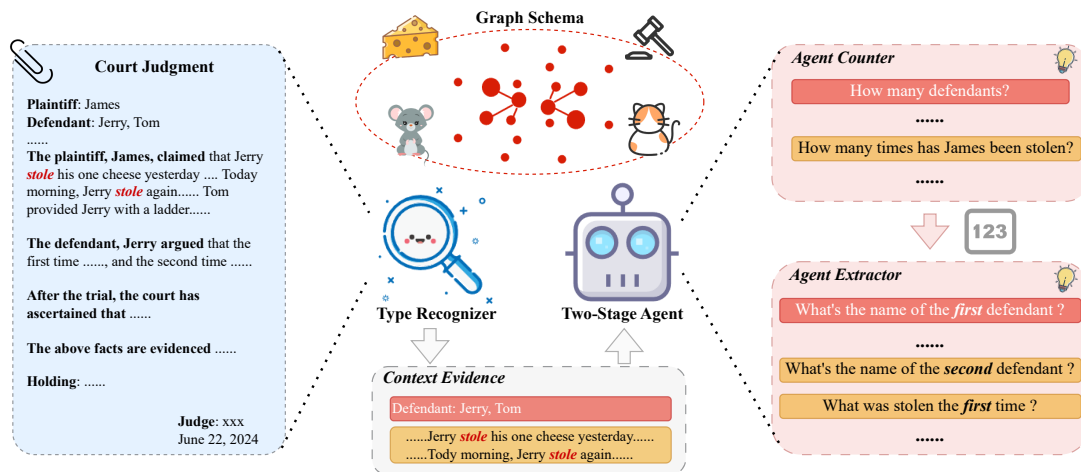 Graph Schema
Court Judgment
Plaintiff: James
Defendant: Jerry, Tom
......
The plaintiff, James, claimed that Jerry
stole his one cheese yesterday .... Today
morning, Jerry stole again...... Tom
provided Jerry with a ladder......
The defendant, Jerry argued that the
first time ......, and the second time ......
After the trial, the court has
ascertained that ......
The above facts are evidenced ......
Holding: ......
Judge: xxx
June 22, 2024
Type Recognizer
Two-Stage Agent
Context Evidence
Defendant: Jerry, Tom
......Jerry stole his one cheese yesterday......
......Tody morning, Jerry stole again......
Agent Counter
How many defendants?
......
How many times has James been stolen?
......
123
Agent Extractor
What's the name of the first defendant ?
......
What's the name of the second defendant ?
What was stolen the first time ?
......